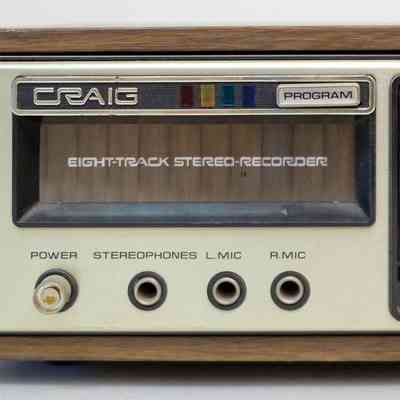 CRAIG PROGRAM
EIGHT-TRACK STEREO-RECORDER
POWER STEREOPHONES L.MIC R.MIC